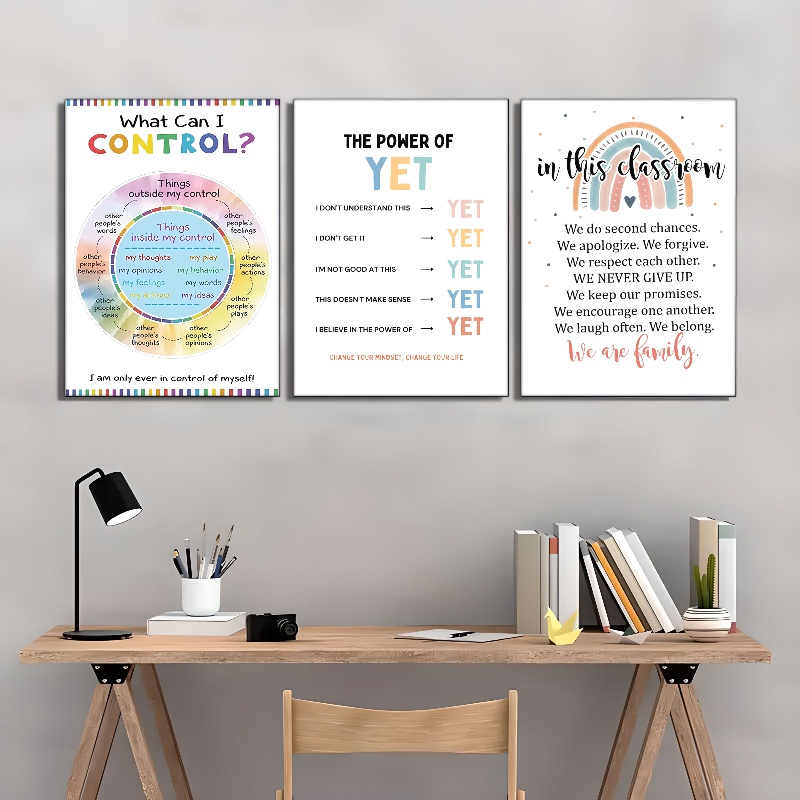 What Can I
CONTROL?
Things
outside my control
other
people's
words
other
people's
feelings
other
people's
behavior
other
people's
actions
other
people's
ideas
other
people's
plays
other
people's
thoughts
other
people's
opinions
Things
inside my control
my thoughts my play
my opinions my behavior
my feelings my words
my actions my ideas
I am only ever in control of myself!
THE POWER OF
YET
I DON'T UNDERSTAND THIS → YET
I DON'T GET IT → YET
I'M NOT GOOD AT THIS → YET
THIS DOESN'T MAKE SENSE → YET
I BELIEVE IN THE POWER OF → YET
CHANGE YOUR MINDSET, CHANGE YOUR LIFE
in this classroom
We do second chances.
We apologize. We forgive.
We respect each other.
WE NEVER GIVE UP.
We keep our promises.
We encourage one another.
We laugh often. We belong.
We are family.